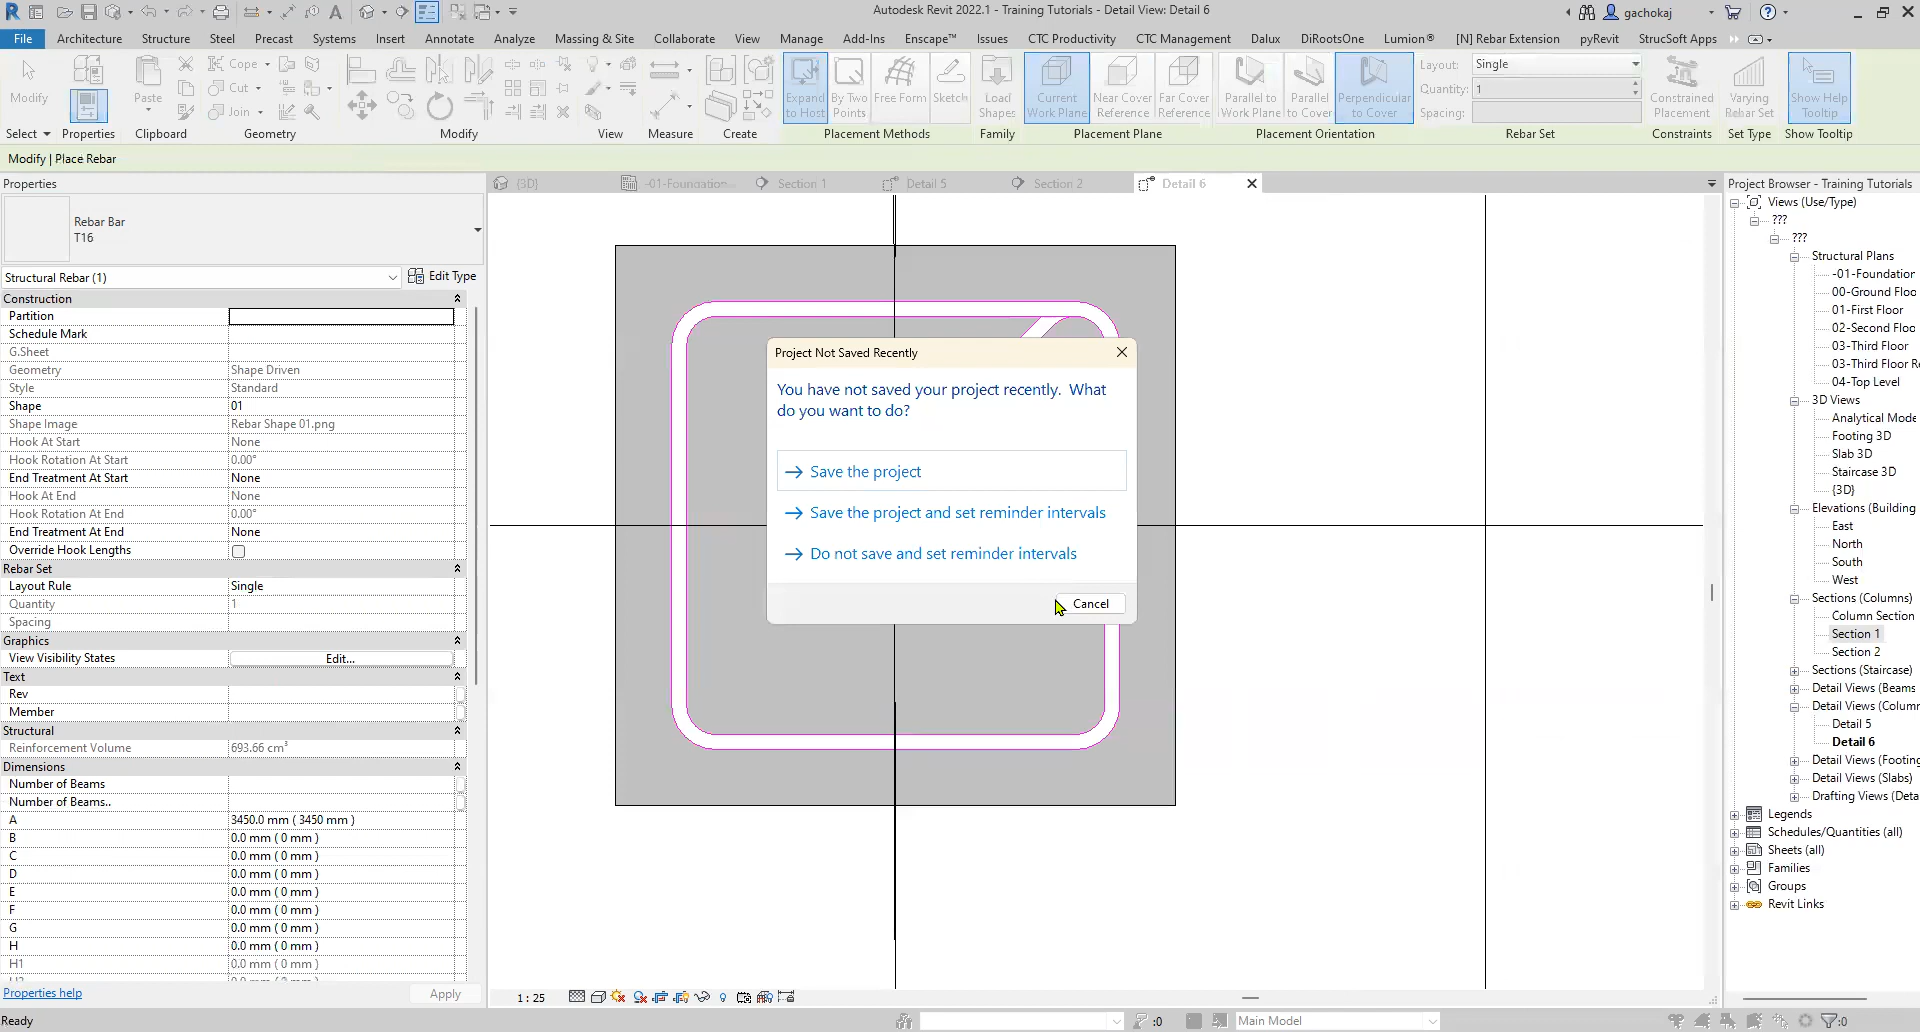 Autodesk Revit 2022.1 - Training Tutorials - Detail View: Detail 6
gachokaj
File Architecture Structure Steel Precast Systems Insert Annotate Analyze Massing & Site Collaborate View Manage Add-Ins Enscape™ Issues CTC Productivity CTC Management Dalux DiRootsOne Lumion® [N] Rebar Extension pyRevit StrucSoft Apps
Modify
Paste
Cope
Cut
Join
Expand to Host
By Two Points
Free Form
Sketch
Load Shapes
Current Work Plane
Near Cover Reference
Far Cover Reference
Parallel to Work Plane
Parallel to Cover
Perpendicular to Cover
Layout: Single
Quantity: 1
Spacing:
Constrained Placement
Varying Rebar Set
Show Help Tooltip
Select Properties Clipboard Geometry Modify View Measure Create Placement Methods Family Placement Plane Placement Orientation Rebar Set Constraints Set Type Show Tooltip
Modify | Place Rebar
Properties
Rebar Bar
T16
Structural Rebar (1) Edit Type
Construction
Partition
Schedule Mark
G.Sheet
Geometry Shape Driven
Style Standard
Shape 01
Shape Image Rebar Shape 01.png
Hook At Start None
Hook Rotation At Start 0.00°
End Treatment At Start None
Hook At End None
Hook Rotation At End 0.00°
End Treatment At End None
Override Hook Lengths
Rebar Set
Layout Rule Single
Quantity 1
Spacing
Graphics
View Visibility States Edit...
Text
Rev
Member
Structural
Reinforcement Volume 693.66 cm³
Dimensions
Number of Beams
Number of Beams..
A 3450.0 mm ( 3450 mm )
B 0.0 mm ( 0 mm )
C 0.0 mm ( 0 mm )
D 0.0 mm ( 0 mm )
E 0.0 mm ( 0 mm )
F 0.0 mm ( 0 mm )
G 0.0 mm ( 0 mm )
H 0.0 mm ( 0 mm )
H1 0.0 mm ( 0 mm )
Properties help Apply
{3D} -01-Foundation... Section 1 Detail 5 Section 2 Detail 6
Project Not Saved Recently
You have not saved your project recently. What
do you want to do?
Save the project
Save the project and set reminder intervals
Do not save and set reminder intervals
Cancel
1 : 25
Project Browser - Training Tutorials
Views (Use/Type)
???
???
Structural Plans
-01-Foundation
00-Ground Floo
01-First Floor
02-Second Floo
03-Third Floor
03-Third Floor Re
04-Top Level
3D Views
Analytical Mode
Footing 3D
Slab 3D
Staircase 3D
{3D}
Elevations (Building
East
North
South
West
Sections (Columns)
Column Section
Section 1
Section 2
Sections (Staircase)
Detail Views (Beams
Detail Views (Column
Detail 5
Detail 6
Detail Views (Footing
Detail Views (Slabs)
Drafting Views (Deta
Legends
Schedules/Quantities (all)
Sheets (all)
Families
Groups
Revit Links
Ready
:0
Main Model
:0